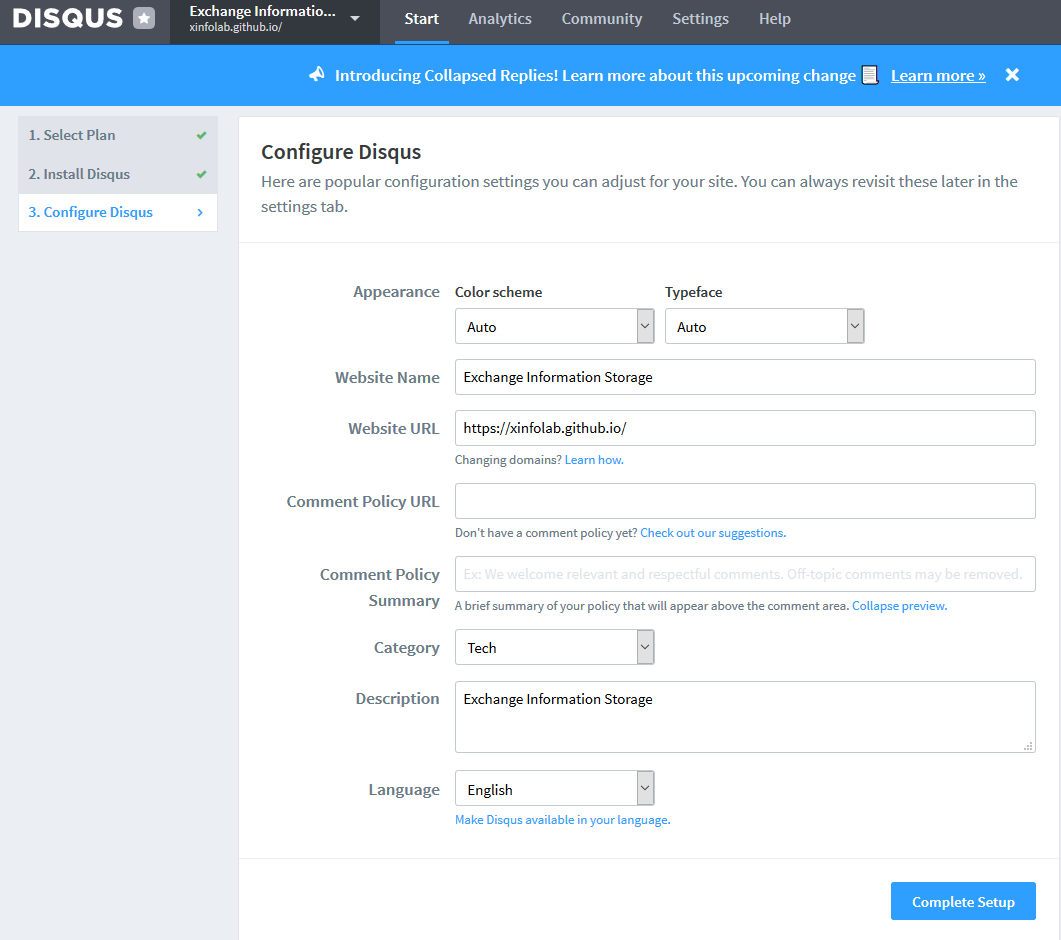 DISQUS
Exchange Informatio...
xinfolab.github.io/
Start Analytics Community Settings Help
Introducing Collapsed Replies! Learn more about this upcoming change Learn more »
1. Select Plan
2. Install Disqus
3. Configure Disqus
Configure Disqus
Here are popular configuration settings you can adjust for your site. You can always revisit these later in the
settings tab.
Appearance Color scheme Typeface
Auto Auto
Website Name Exchange Information Storage
Website URL https://xinfolab.github.io/
Changing domains? Learn how.
Comment Policy URL
Don't have a comment policy yet? Check out our suggestions.
Comment Policy Summary Ex: We welcome relevant and respectful comments. Off-topic comments may be removed.
A brief summary of your policy that will appear above the comment area. Collapse preview.
Category Tech
Description Exchange Information Storage
Language English
Make Disqus available in your language.
Complete Setup